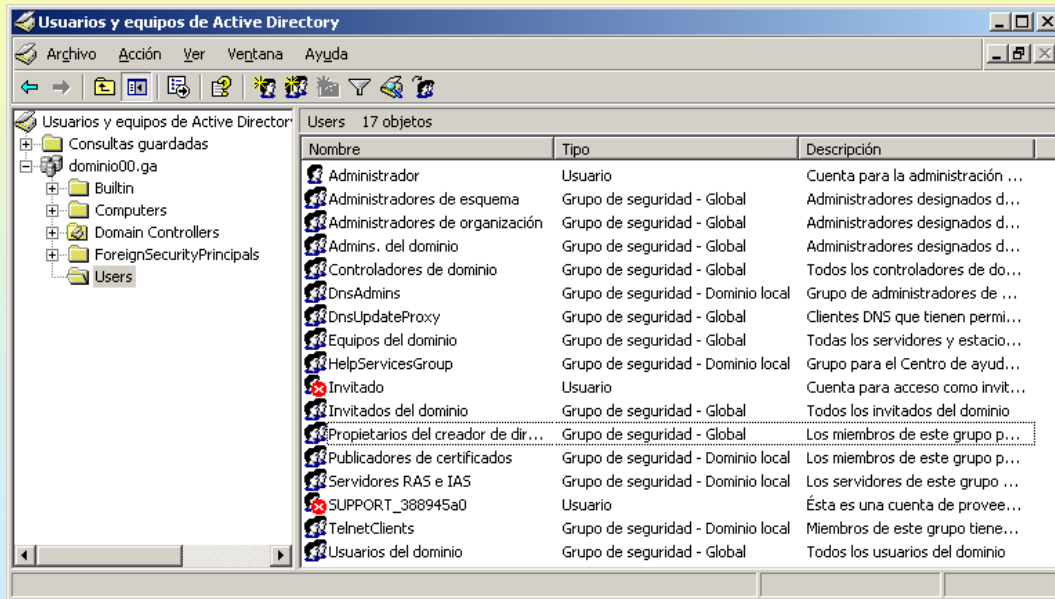 Usuarios y equipos de Active Directory
Archivo Acción Ver Ventana Ayuda
Usuarios y equipos de Active Director
Consultas guardadas
dominio00.ga
Builtin
Computers
Domain Controllers
ForeignSecurityPrincipals
Users
Users 17 objetos
Nombre Tipo Descripción
Administrador Usuario Cuenta para la administración ...
Administradores de esquema Grupo de seguridad - Global Administradores designados d...
Administradores de organización Grupo de seguridad - Global Administradores designados d...
Admins. del dominio Grupo de seguridad - Global Administradores designados d...
Controladores de dominio Grupo de seguridad - Global Todos los controladores de do...
DnsAdmins Grupo de seguridad - Dominio local Grupo de administradores de ...
DnsUpdateProxy Grupo de seguridad - Global Clientes DNS que tienen permi...
Equipos del dominio Grupo de seguridad - Global Todas los servidores y estacio...
HelpServicesGroup Grupo de seguridad - Dominio local Grupo para el Centro de ayud...
Invitado Usuario Cuenta para acceso como invit...
Invitados del dominio Grupo de seguridad - Global Todos los invitados del dominio
Propietarios del creador de dir... Grupo de seguridad - Global Los miembros de este grupo p...
Publicadores de certificados Grupo de seguridad - Dominio local Los miembros de este grupo p...
Servidores RAS e IAS Grupo de seguridad - Dominio local Los servidores de este grupo ...
SUPPORT_388945a0 Usuario Ésta es una cuenta de provee...
TelnetClients Grupo de seguridad - Dominio local Miembros de este grupo tiene...
Usuarios del dominio Grupo de seguridad - Global Todos los usuarios del dominio